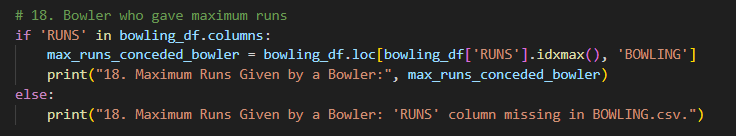 # 18. Bowler who gave maximum runs
if 'RUNS' in bowling_df.columns:
    max_runs_conceded_bowler = bowling_df.loc[bowling_df['RUNS'].idxmax(), 'BOWLING']
    print("18. Maximum Runs Given by a Bowler:", max_runs_conceded_bowler)
else:
    print("18. Maximum Runs Given by a Bowler: 'RUNS' column missing in BOWLING.csv.")